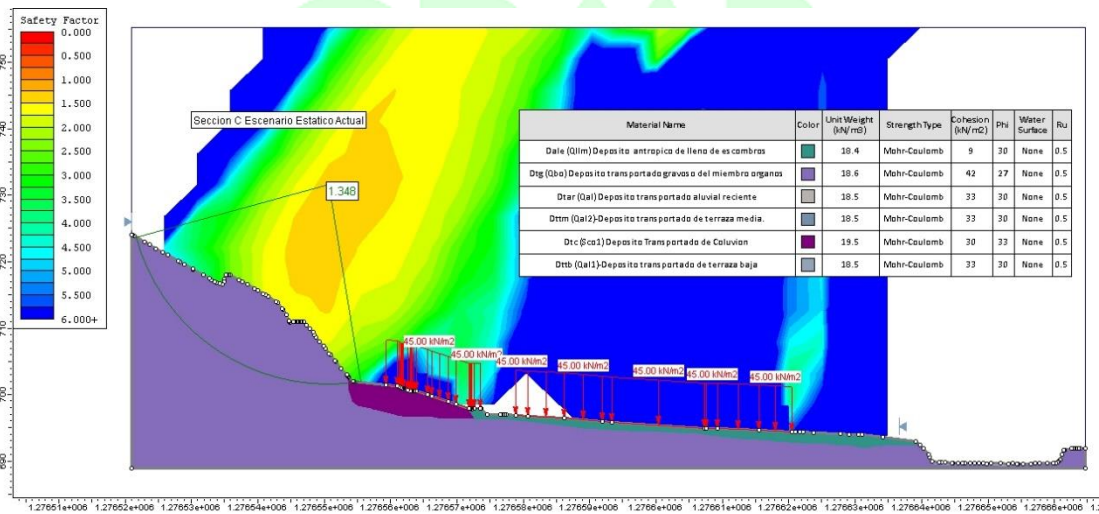 Safety Factor
0.000
0.500
1.000
1.500
2.000
2.500
3.000
3.500
4.000
4.500
5.000
5.500
6.000+
Seccion C Escenario Estatico Actual
1.348
Material Name Color Unit Weight (kN/m3) Strength Type Cohesion (kN/m2) Phi Water Surface Ru
Dale (Qllm) Deposito antropico de lleno de escombros 18.4 Mohr-Coulomb 9 30 None 0.5
Dtg (Qbo) Deposito transportado gravoso del miembro organos 18.6 Mohr-Coulomb 42 27 None 0.5
Dtar (Qal) Deposito transportado aluvial reciente 18.5 Mohr-Coulomb 33 30 None 0.5
Dttm (Qal2)-Deposito transportado de terraza media. 18.5 Mohr-Coulomb 33 30 None 0.5
Dtc (Sco1) Deposito Transportado de Coluvion 19.5 Mohr-Coulomb 30 33 None 0.5
Dttb (Qal1)-Deposito transportado de terraza baja 18.5 Mohr-Coulomb 33 30 None 0.5
45.00 kN/m2
45.00 kN/m2
45.00 kN/m2
45.00 kN/m2
45.00 kN/m2
45.00 kN/m2
45.00 kN/m2
740
730
720
710
700
690
1.27651e+006 1.27652e+006 1.27653e+006 1.27654e+006 1.27655e+006 1.27656e+006 1.27657e+006 1.27658e+006 1.27659e+006 1.2766e+006 1.27661e+006 1.27662e+006 1.27663e+006 1.27664e+006 1.27665e+006 1.27666e+006